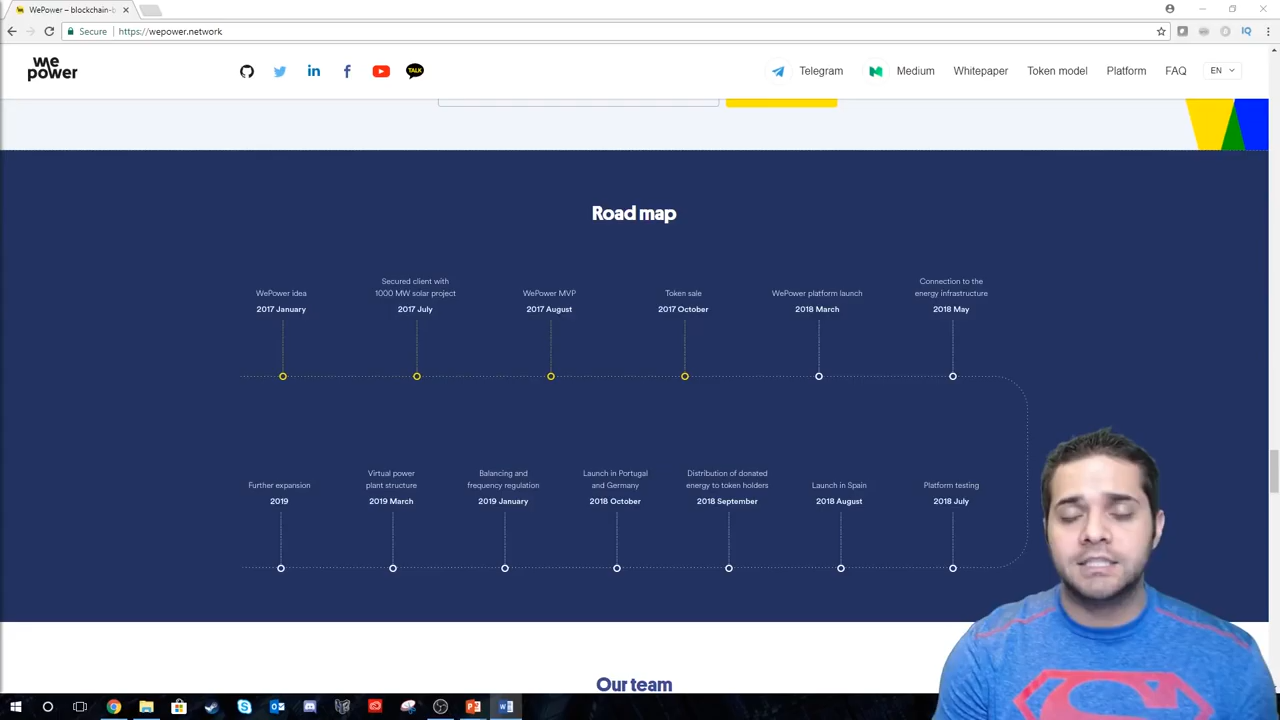 WePower – blockchain-b
Secure
https://wepower.network
we
power
TALK
Telegram
Medium
Whitepaper
Token model
Platform
FAQ
EN
Road map
WePower idea
2017 January
Secured client with
1000 MW solar project
2017 July
WePower MVP
2017 August
Token sale
2017 October
WePower platform launch
2018 March
Connection to the
energy infrastructure
2018 May
Further expansion
2019
Virtual power
plant structure
2019 March
Balancing and
frequency regulation
2019 January
Launch in Portugal
and Germany
2018 October
Distribution of donated
energy to token holders
2018 September
Launch in Spain
2018 August
Platform testing
2018 July
Our team